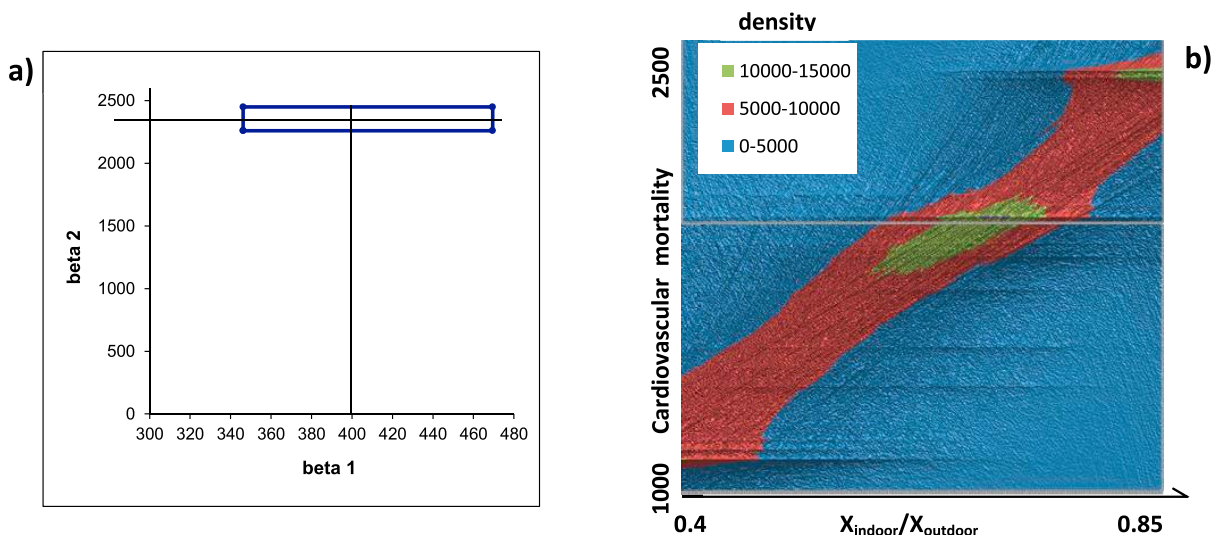 a)
2500
2000
1500
1000
500
0
300 320 340 360 380 400 420 440 460 480
beta 1
beta 2
density
10000-15000
5000-10000
0-5000
b)
2500
Cardiovascular mortality
1000
0.4
Xindoor/Xoutdoor
0.85